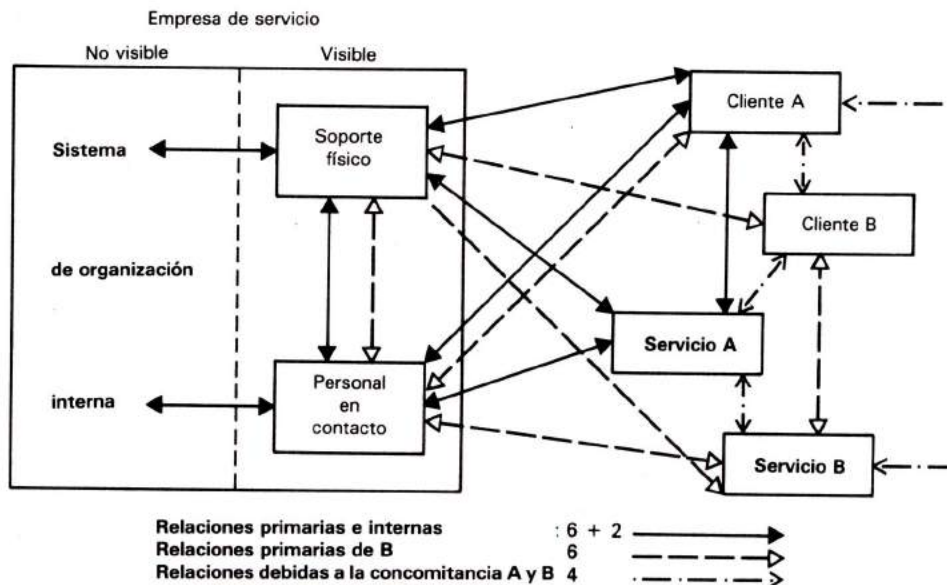 Empresa de servicio
No visible
Visible
Sistema
de organización
interna
Soporte
físico
Personal
en
contacto
Cliente A
Cliente B
Servicio A
Servicio B
Relaciones primarias e internas : 6 + 2
Relaciones primarias de B 6
Relaciones debidas a la concomitancia A y B 4